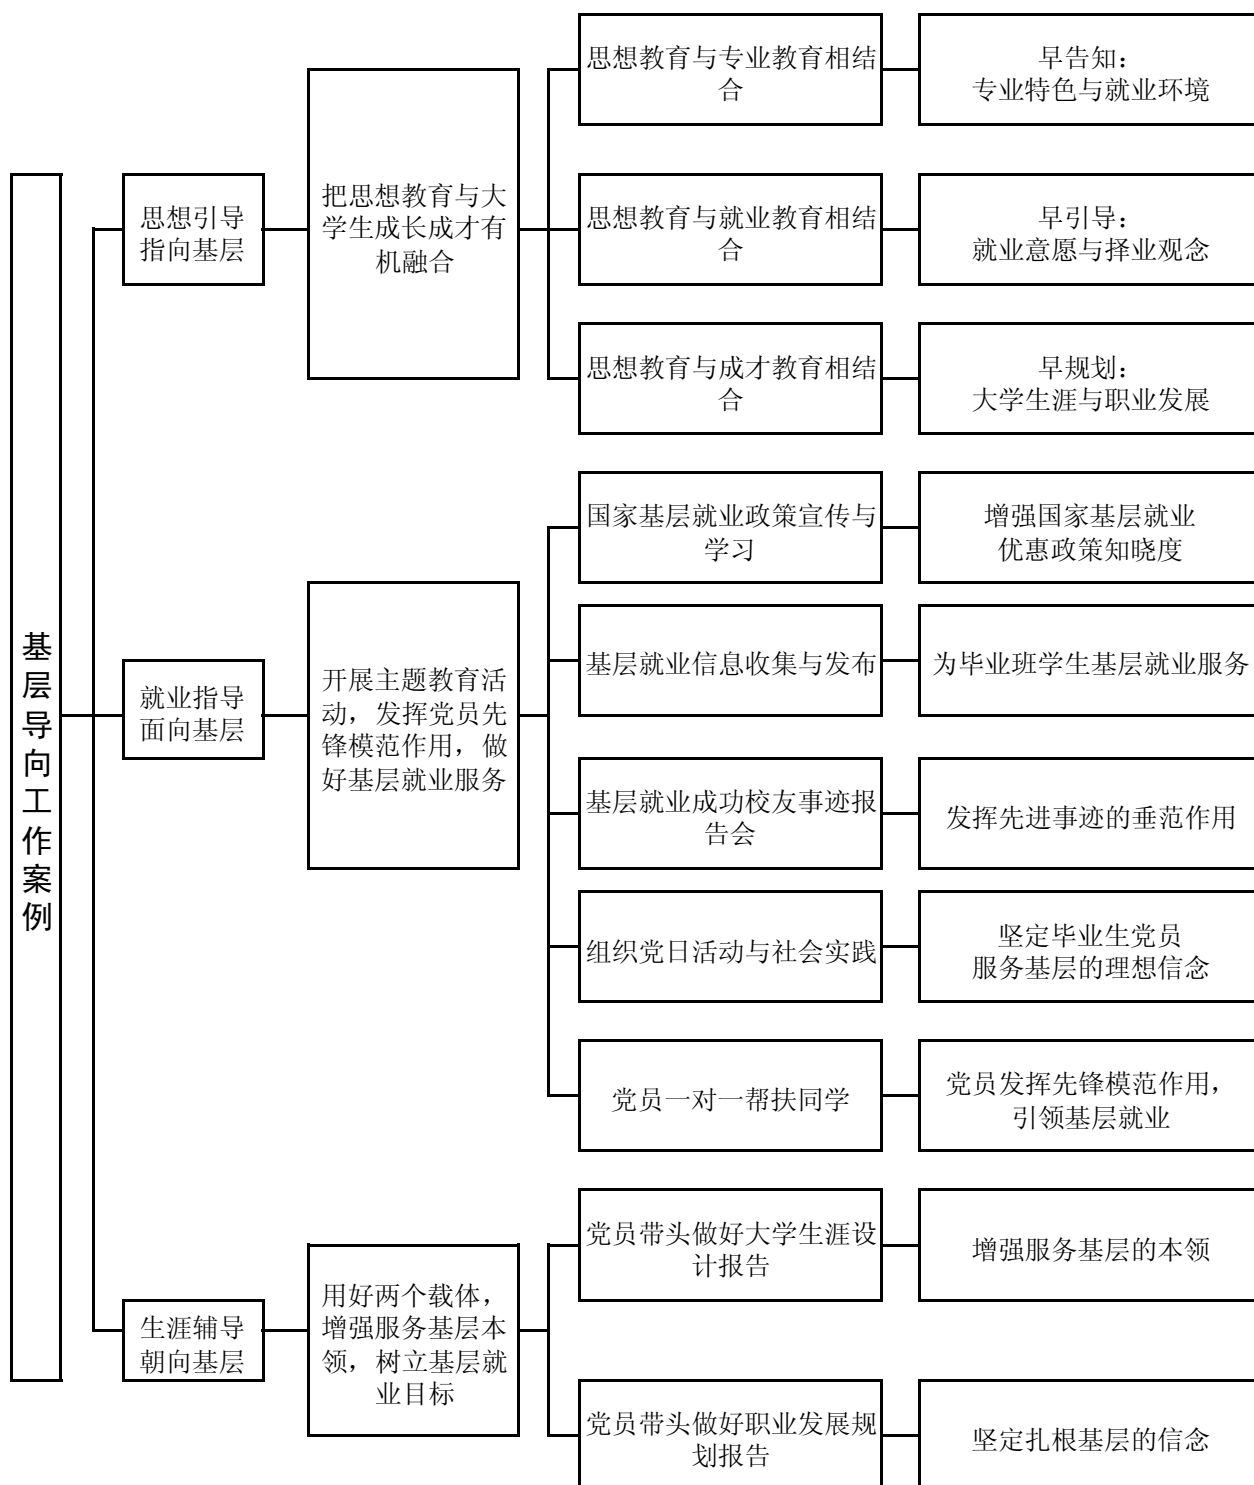 基层导向工作案例
思想引导
指向基层
把思想教育与大
学生成长成才有
机融合
思想教育与专业教育相结
合
早告知：
专业特色与就业环境
思想教育与就业教育相结
合
早引导：
就业意愿与择业观念
思想教育与成才教育相结
合
早规划：
大学生涯与职业发展
就业指导
面向基层
开展主题教育活
动，发挥党员先
锋模范作用，做
好基层就业服务
国家基层就业政策宣传与
学习
增强国家基层就业
优惠政策知晓度
基层就业信息收集与发布
为毕业班学生基层就业服务
基层就业成功校友事迹报
告会
发挥先进事迹的垂范作用
组织党日活动与社会实践
坚定毕业生党员
服务基层的理想信念
党员一对一帮扶同学
党员发挥先锋模范作用，
引领基层就业
生涯辅导
朝向基层
用好两个载体，
增强服务基层本
领，树立基层就
业目标
党员带头做好大学生涯设
计报告
增强服务基层的本领
党员带头做好职业发展规
划报告
坚定扎根基层的信念